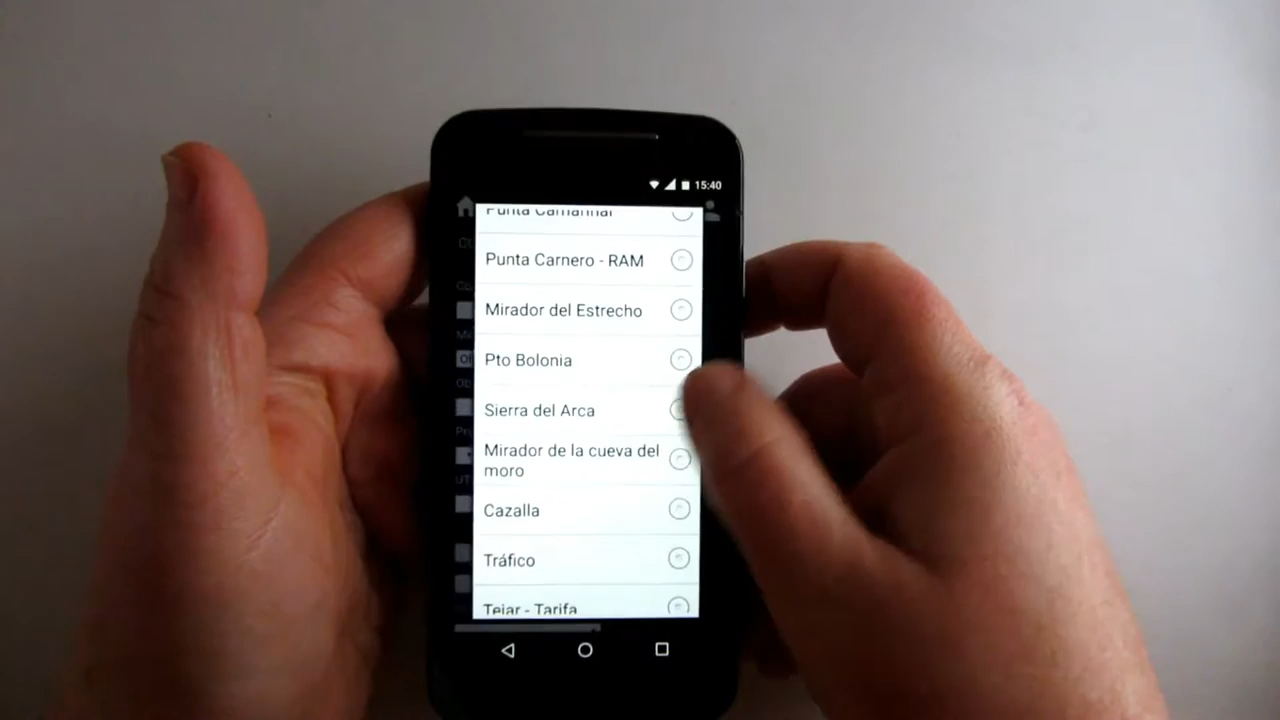 15:40
Punta Camarinal
Punta Carnero - RAM
Mirador del Estrecho
Pto Bolonia
Sierra del Arca
Mirador de la cueva del
moro
Cazalla
Tráfico
Tejar - Tarifa